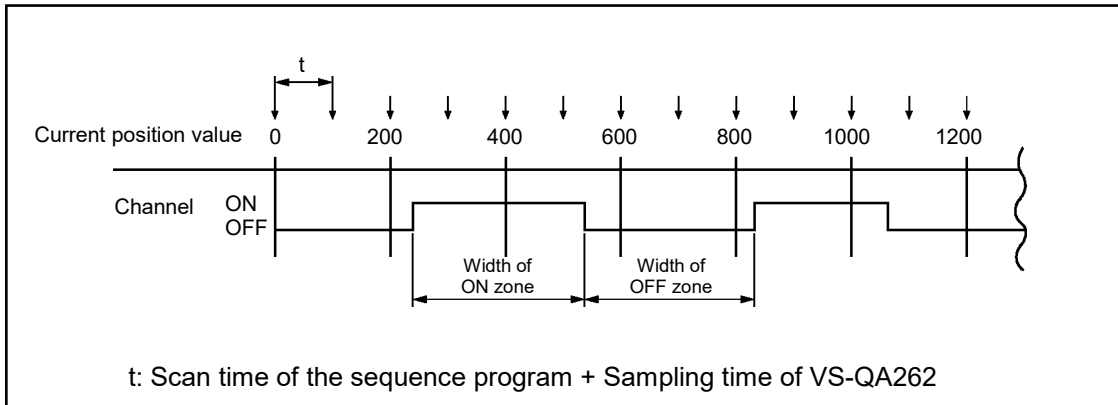 t
Current position value
0 200 400 600 800 1000 1200
Channel
ON
OFF
Width of
ON zone
Width of
OFF zone
t: Scan time of the sequence program + Sampling time of VS-QA262